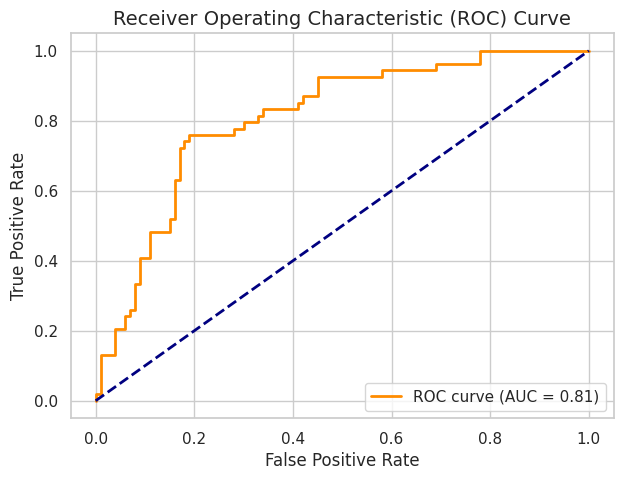 Receiver Operating Characteristic (ROC) Curve
True Positive Rate
1.0
0.8
0.6
0.4
0.2
0.0
ROC curve (AUC = 0.81)
0.0 0.2 0.4 0.6 0.8 1.0
False Positive Rate